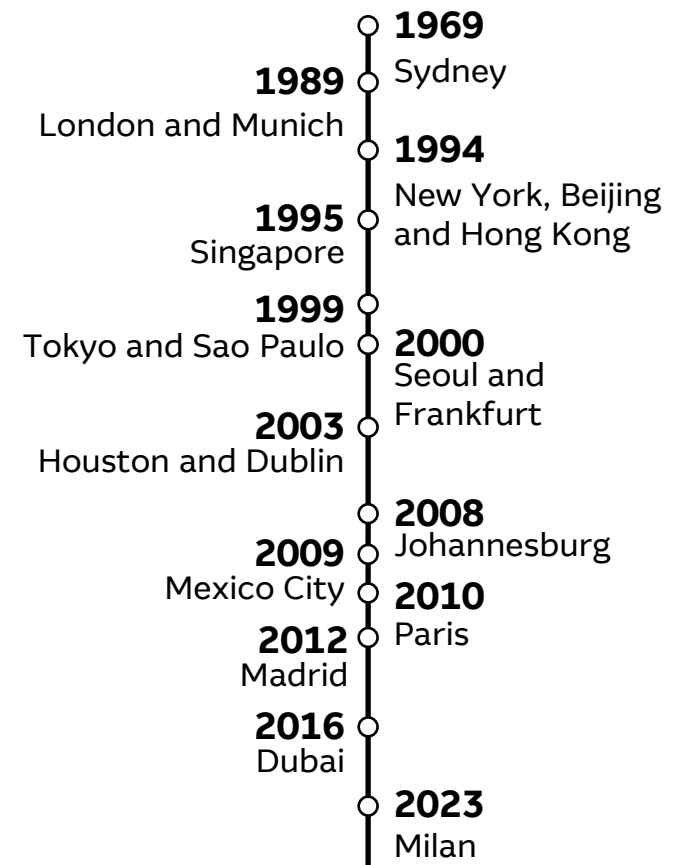 1969
Sydney
1989
London and Munich
1994
New York, Beijing
and Hong Kong
1995
Singapore
1999
Tokyo and Sao Paulo
2000
Seoul and
Frankfurt
2003
Houston and Dublin
2008
Johannesburg
2009
Mexico City
2010
Paris
2012
Madrid
2016
Dubai
2023
Milan